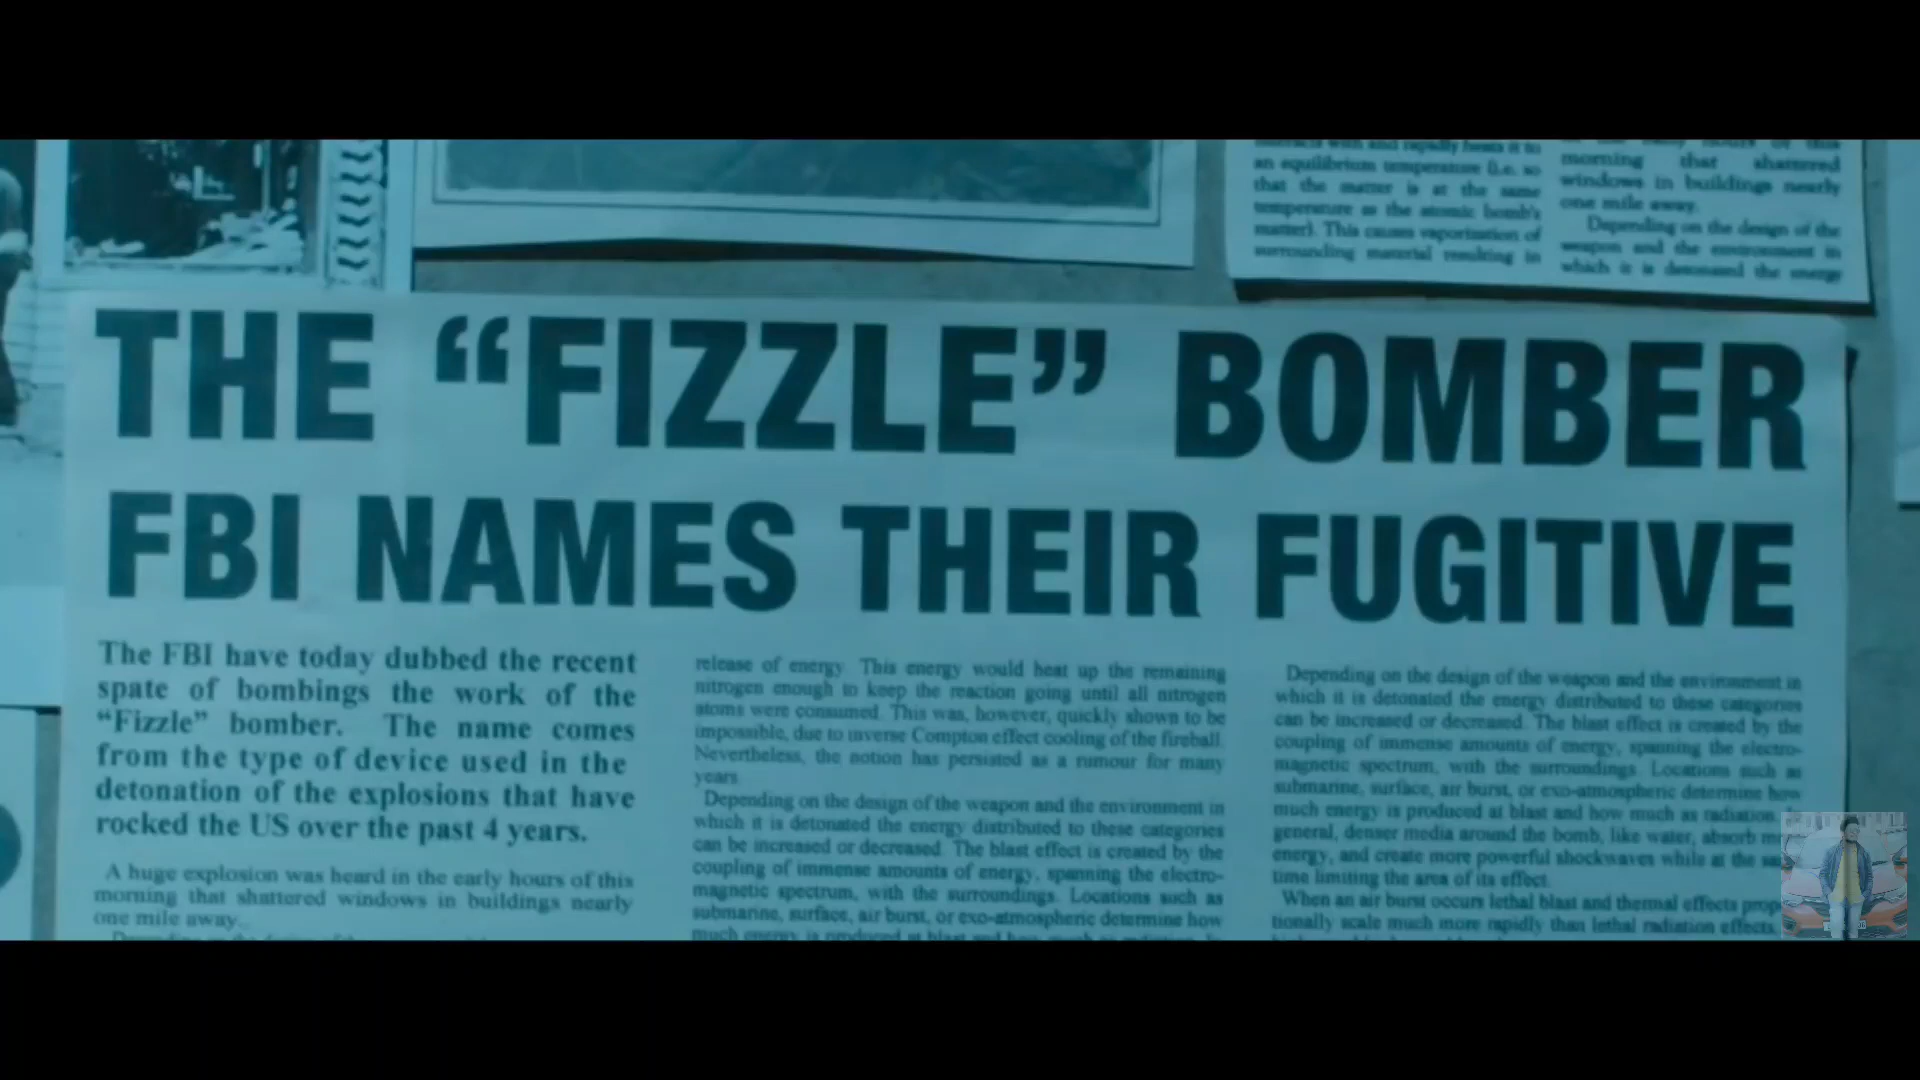 an equilibrium temperature (i.e. so
that the matter is at the same
temperature as the atomic bomb's
matter). This causes vaporization of
surrounding material resulting in
morning that shattered
windows in buildings nearly
one mile away.
Depending on the design of the
weapon and the environment in
which it is detonated the energy
THE “FIZZLE” BOMBER
FBI NAMES THEIR FUGITIVE
The FBI have today dubbed the recent
spate of bombings the work of the
“Fizzle” bomber. The name comes
from the type of device used in the
detonation of the explosions that have
rocked the US over the past 4 years.
A huge explosion was heard in the early hours of this
morning that shattered windows in buildings nearly
one mile away.
release of energy. This energy would heat up the remaining
nitrogen enough to keep the reaction going until all nitrogen
atoms were consumed. This was, however, quickly shown to be
impossible, due to inverse Compton effect cooling of the fireball.
Nevertheless, the notion has persisted as a rumour for many
years.
Depending on the design of the weapon and the environment in
which it is detonated the energy distributed to these categories
can be increased or decreased. The blast effect is created by the
coupling of immense amounts of energy, spanning the electro-
magnetic spectrum, with the surroundings. Locations such as
submarine, surface, air burst, or exo-atmospheric determine how
much energy is produced at blast and how much as radiation. In
Depending on the design of the weapon and the environment in
which it is detonated the energy distributed to these categories
can be increased or decreased. The blast effect is created by the
coupling of immense amounts of energy, spanning the electro-
magnetic spectrum, with the surroundings. Locations such as
submarine, surface, air burst, or exo-atmospheric determine how
much energy is produced at blast and how much as radiation.
general, denser media around the bomb, like water, absorb
energy, and create more powerful shockwaves while at the
time limiting the area of its effect.
When an air burst occurs lethal blast and thermal effects
tionally scale much more rapidly than lethal radiation effects,